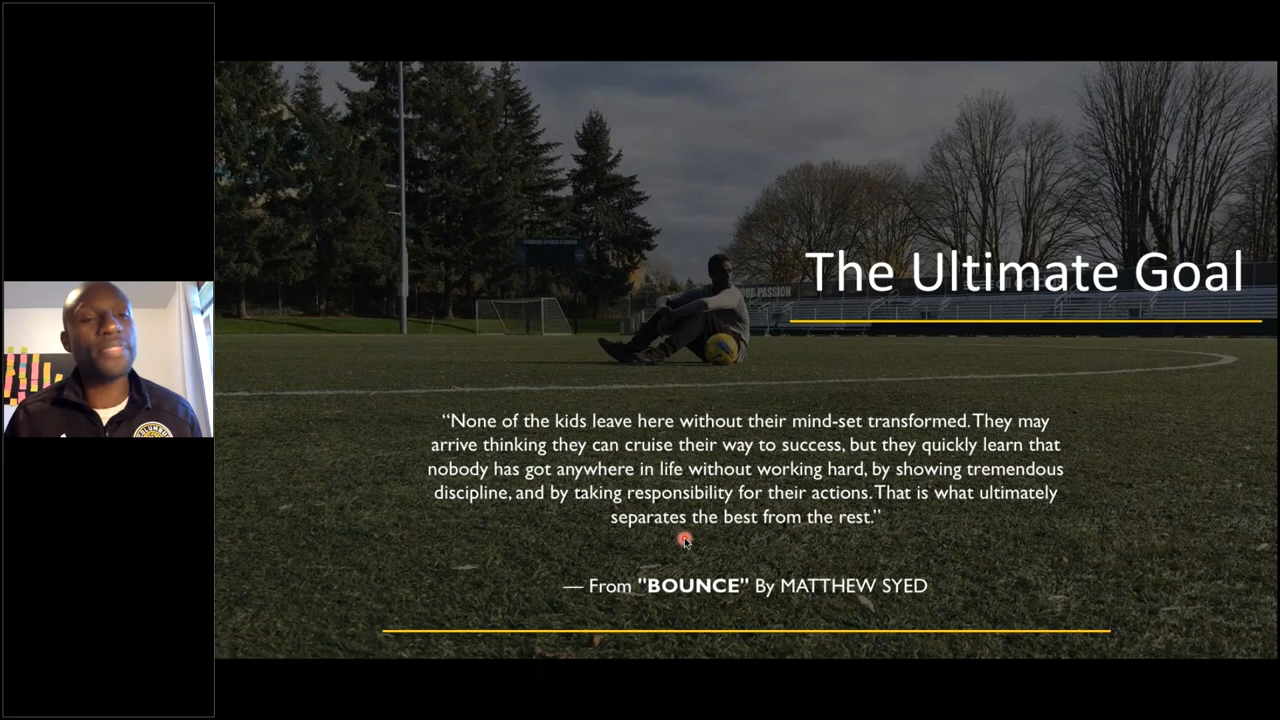 The Ultimate Goal
YOUR PASSION
“None of the kids leave here without their mind-set transformed. They may
arrive thinking they can cruise their way to success, but they quickly learn that
nobody has got anywhere in life without working hard, by showing tremendous
discipline, and by taking responsibility for their actions. That is what ultimately
separates the best from the rest.”
— From "BOUNCE" By MATTHEW SYED
COLUMBUS